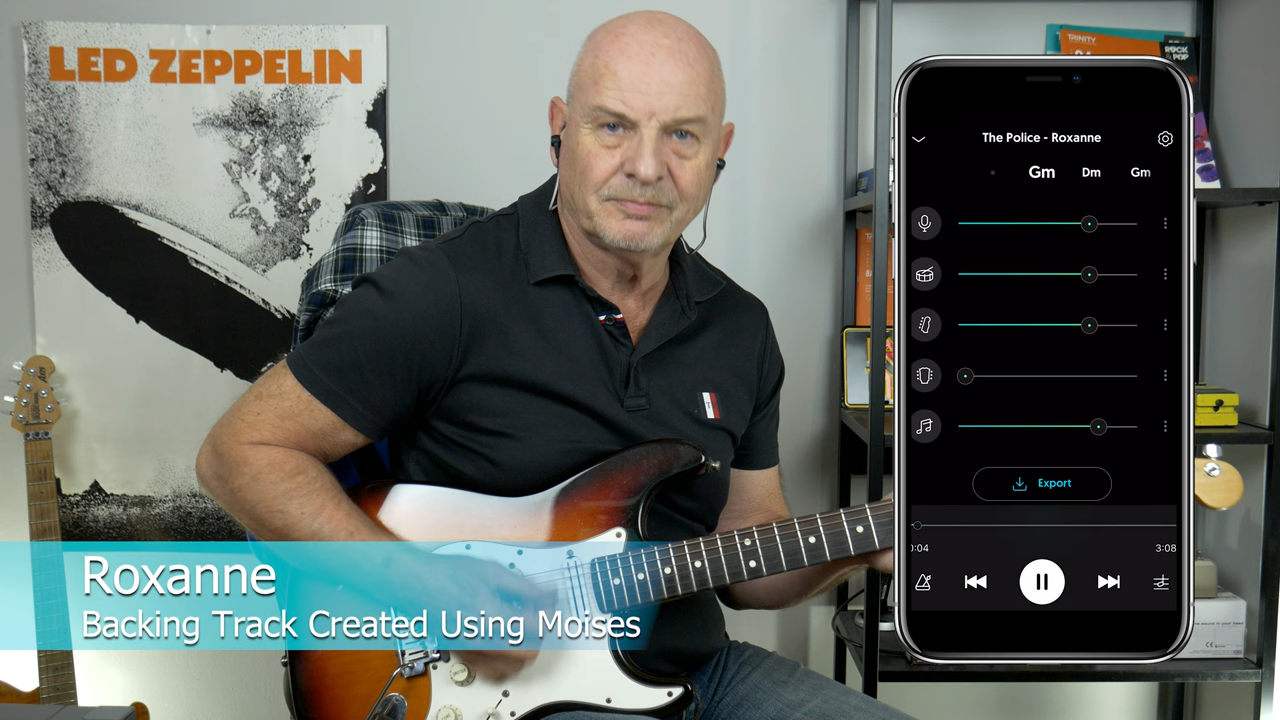 LED ZEPPELIN
TRINITY
ROCK
& POP
The Police - Roxanne
Gm Dm Gm
Export
0:04 3:08
Roxanne
Backing Track Created Using Moises